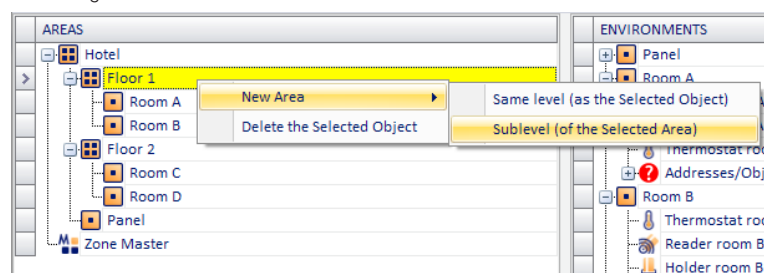 AREAS
Hotel
Floor 1
Room A
Room B
Floor 2
Room C
Room D
Panel
Zone Master
New Area
Delete the Selected Object
Same level (as the Selected Object)
Sublevel (of the Selected Area)
ENVIRONMENTS
Panel
Room A
Thermostat
Addresses/Obj
Room B
Thermostat roo
Reader room B
Holder room B